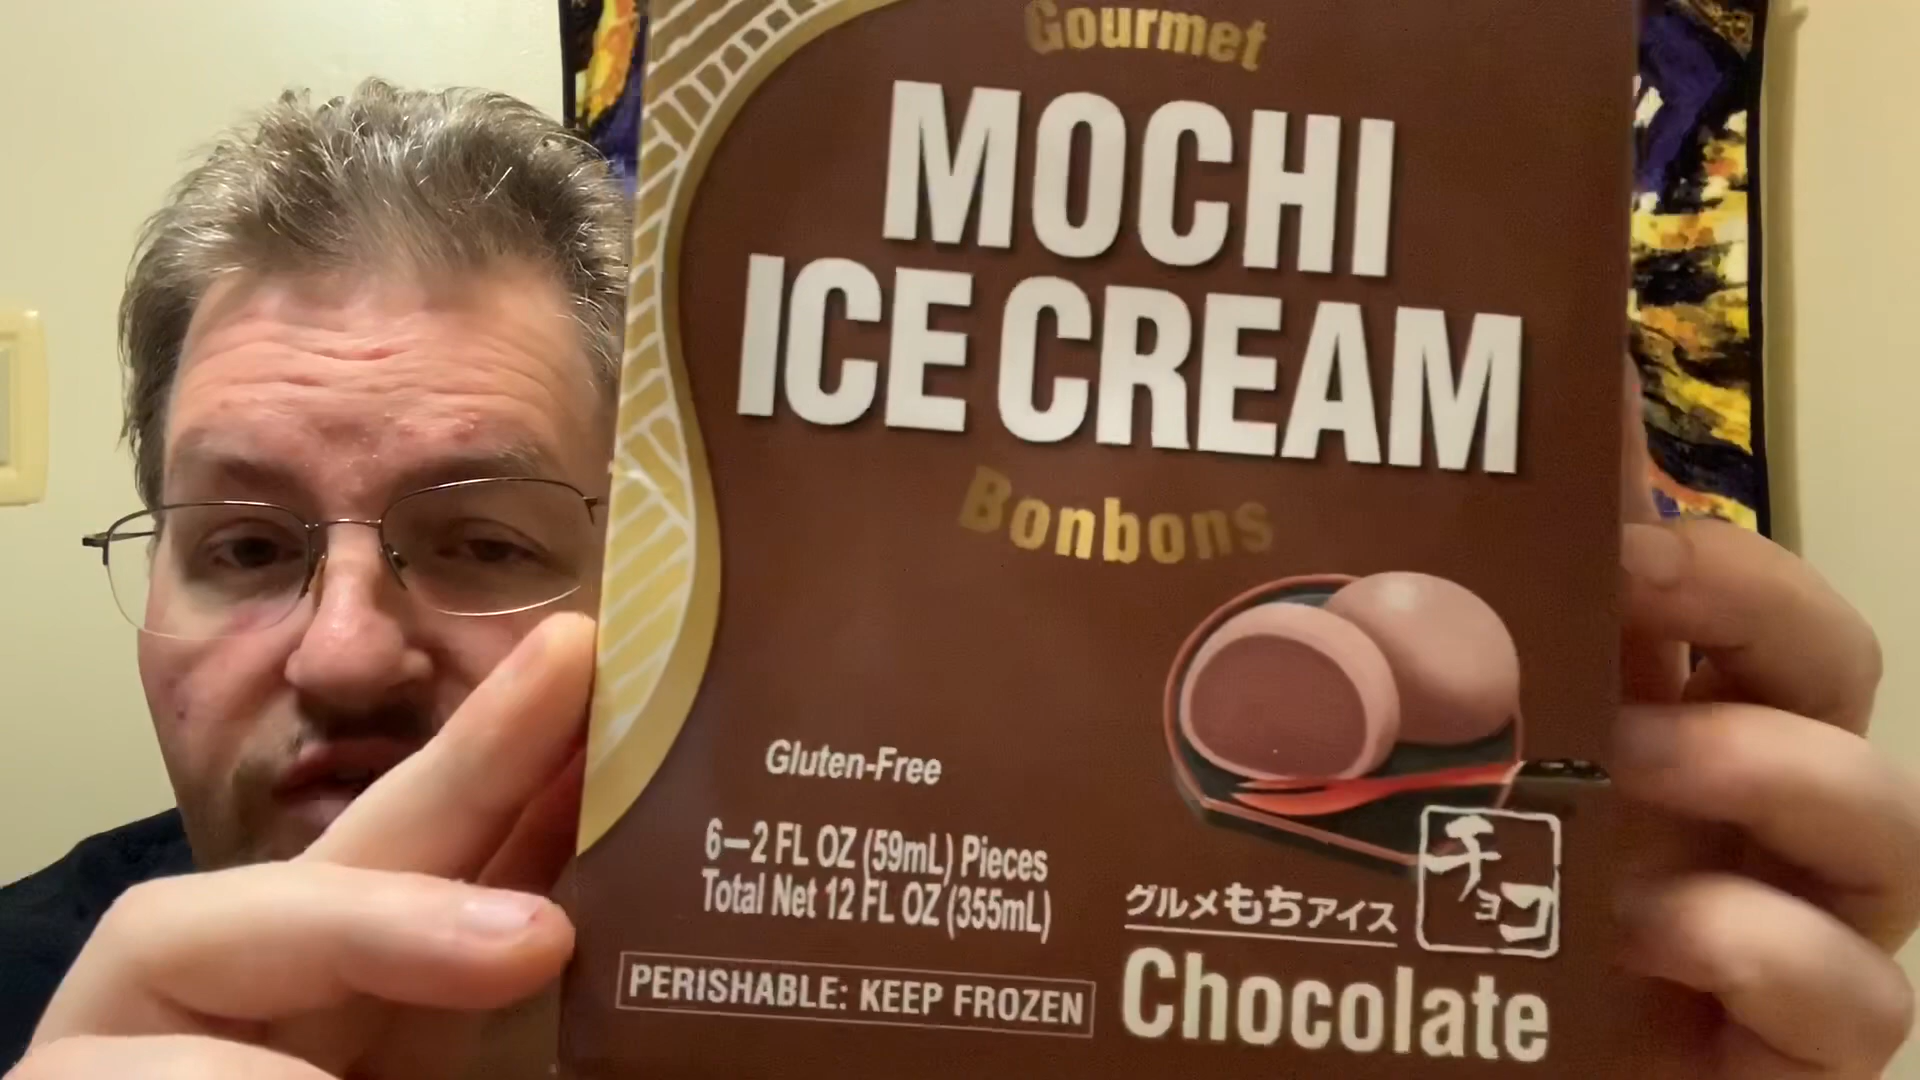 Gourmet
MOCHI
ICE CREAM
Bonbons
Gluten-Free
6–2 FL OZ (59mL) Pieces
Total Net 12 FL OZ (355mL)
PERISHABLE: KEEP FROZEN
チョコ
グルメもちアイス
Chocolate